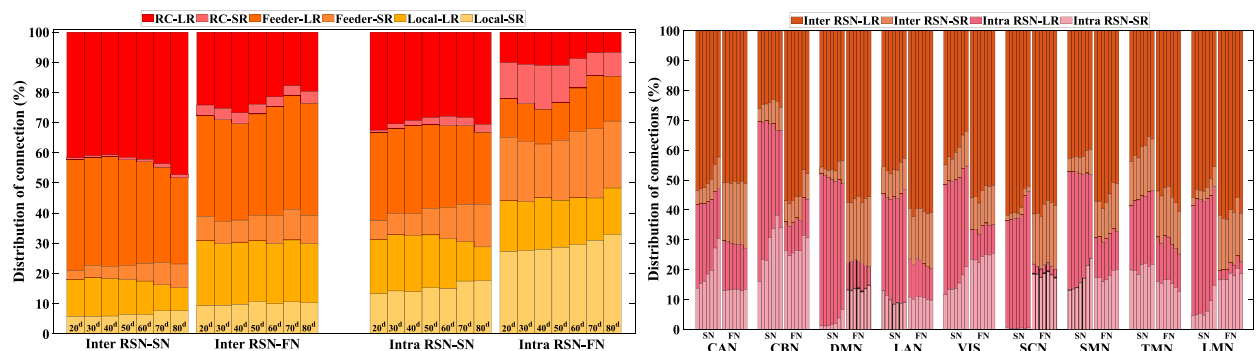 RC-LR RC-SR Feeder-LR Feeder-SR Local-LR Local-SR
Distribution of connection (%)
100
90
80
70
60
50
40
30
20
10
0
20d 30d 40d 50d 60d 70d 80d
20d 30d 40d 50d 60d 70d 80d
20d 30d 40d 50d 60d 70d 80d
20d 30d 40d 50d 60d 70d 80d
Inter RSN-SN Inter RSN-FN Intra RSN-SN Intra RSN-FN
Inter RSN-LR Inter RSN-SR Intra RSN-LR Intra RSN-SR
Distribution of connections (%)
100
90
80
70
60
50
40
30
20
10
0
SN FN SN FN SN FN SN FN SN FN SN FN SN FN SN FN SN FN
CAN CBN DMN LAN VIS SCN SMN TMN LMN